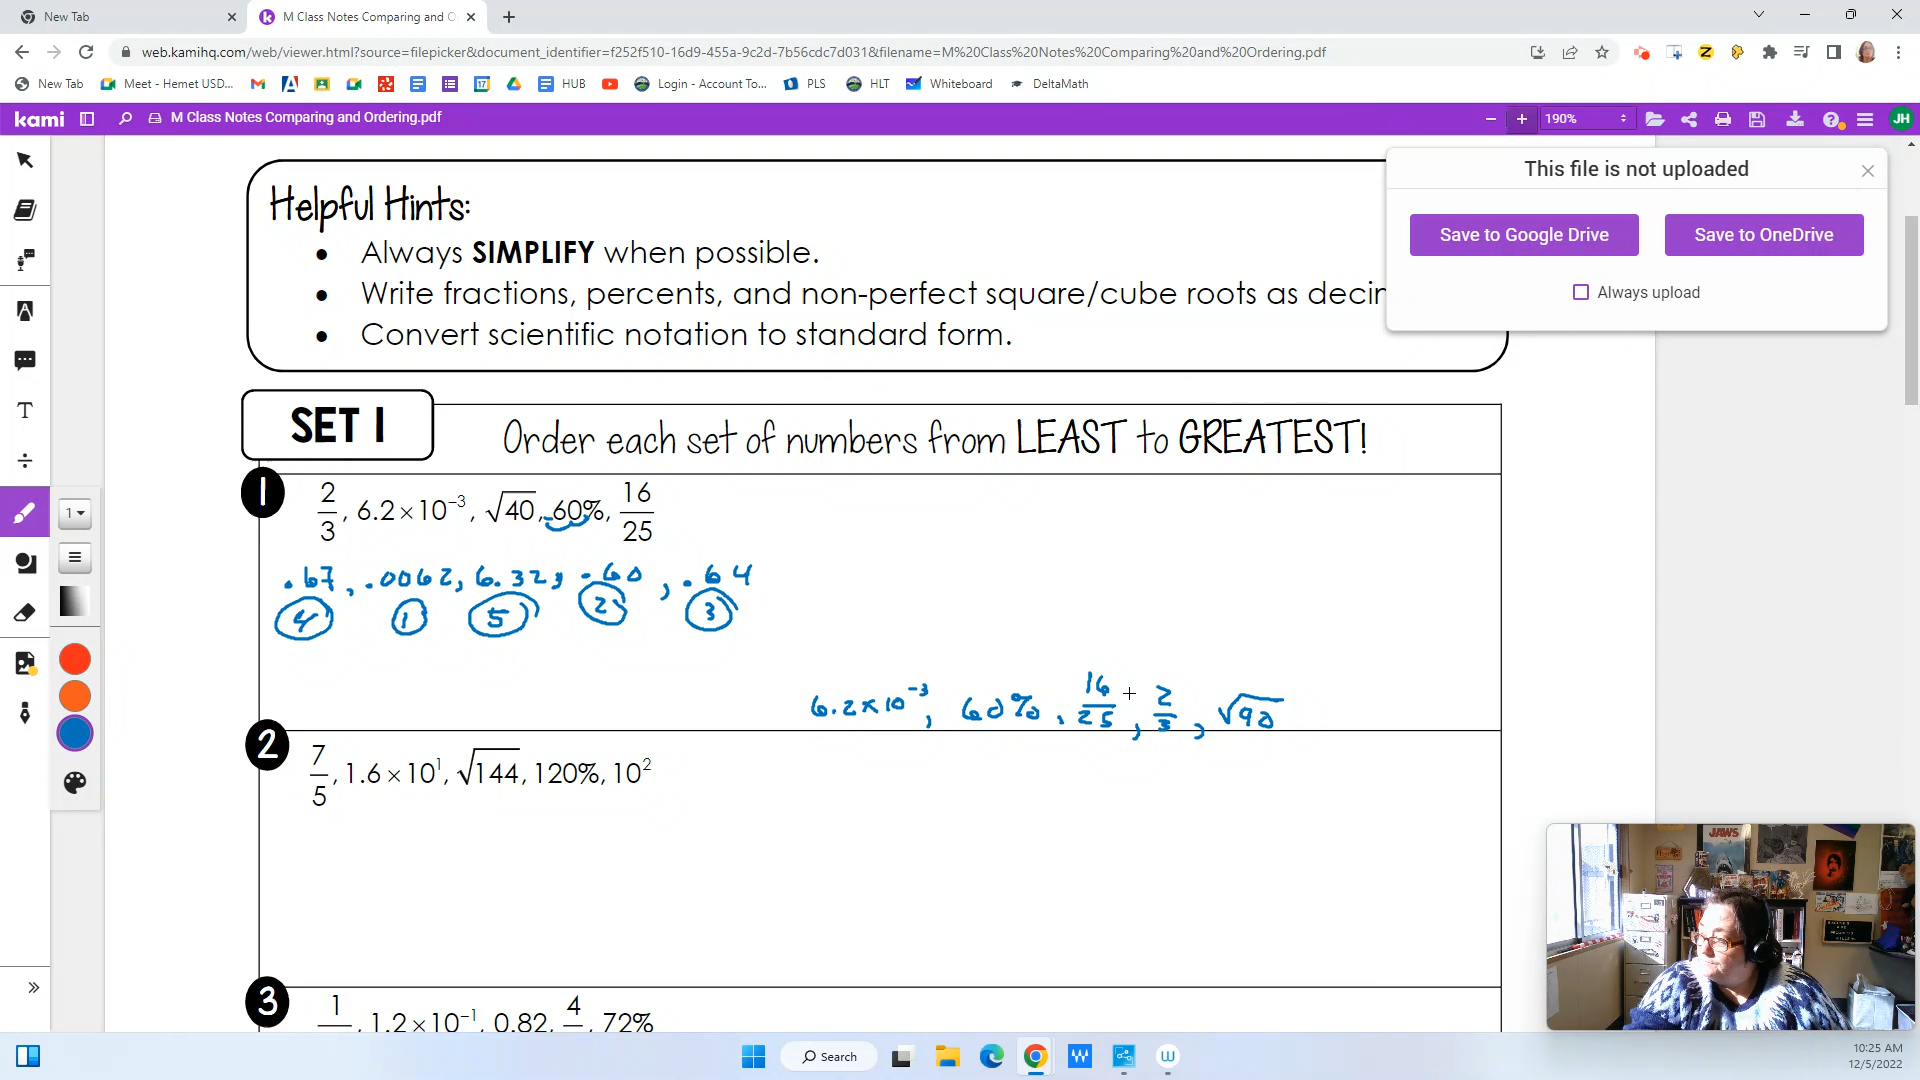 New Tab
M Class Notes Comparing and O
web.kamihq.com/web/viewer.html?source=filepicker&document_identifier=f252f510-16d9-455a-9c2d-7b56cdc7d031&filename=M%20Class%20Notes%20Comparing%20and%20Ordering.pdf
New Tab Meet - Hemet USD... HUB Login - Account To... PLS HLT Whiteboard DeltaMath
kami M Class Notes Comparing and Ordering.pdf 190% JH
This file is not uploaded
Save to Google Drive Save to OneDrive
Always upload
Helpful Hints:
• Always SIMPLIFY when possible.
• Write fractions, percents, and non-perfect square/cube roots as decim
• Convert scientific notation to standard form.
SET 1
Order each set of numbers from LEAST to GREATEST!
1 2/3, 6.2×10⁻³, √40, 60%, 16/25
.67, .0062, 6.32, .60, .64
4 1 5 2 3
6.2×10⁻³, 60%, 16/25, 2/3, √40
2 7/5, 1.6×10¹, √144, 120%, 10²
3 1/, 1.2×10⁻¹, 0.82, 4/, 72%
JAWS
Search
10:25 AM
12/5/2022